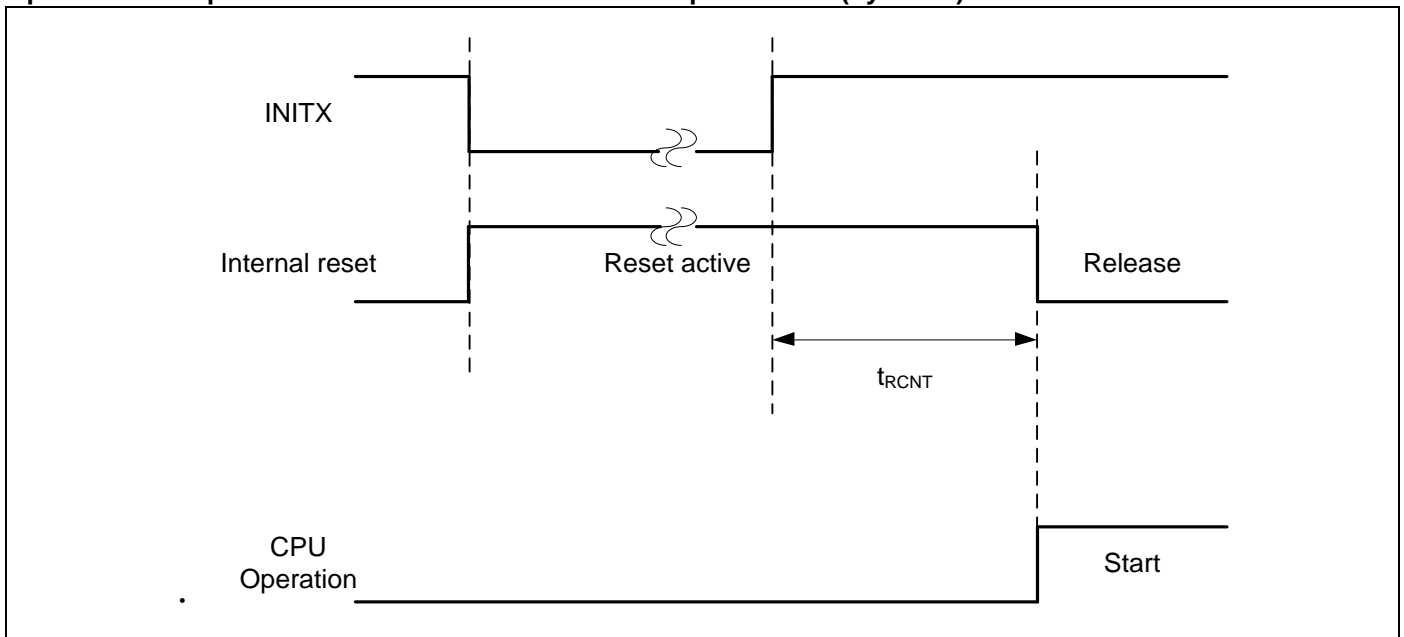 INITX
Internal reset
Reset active
Release
tRCNT
CPU
Operation
Start